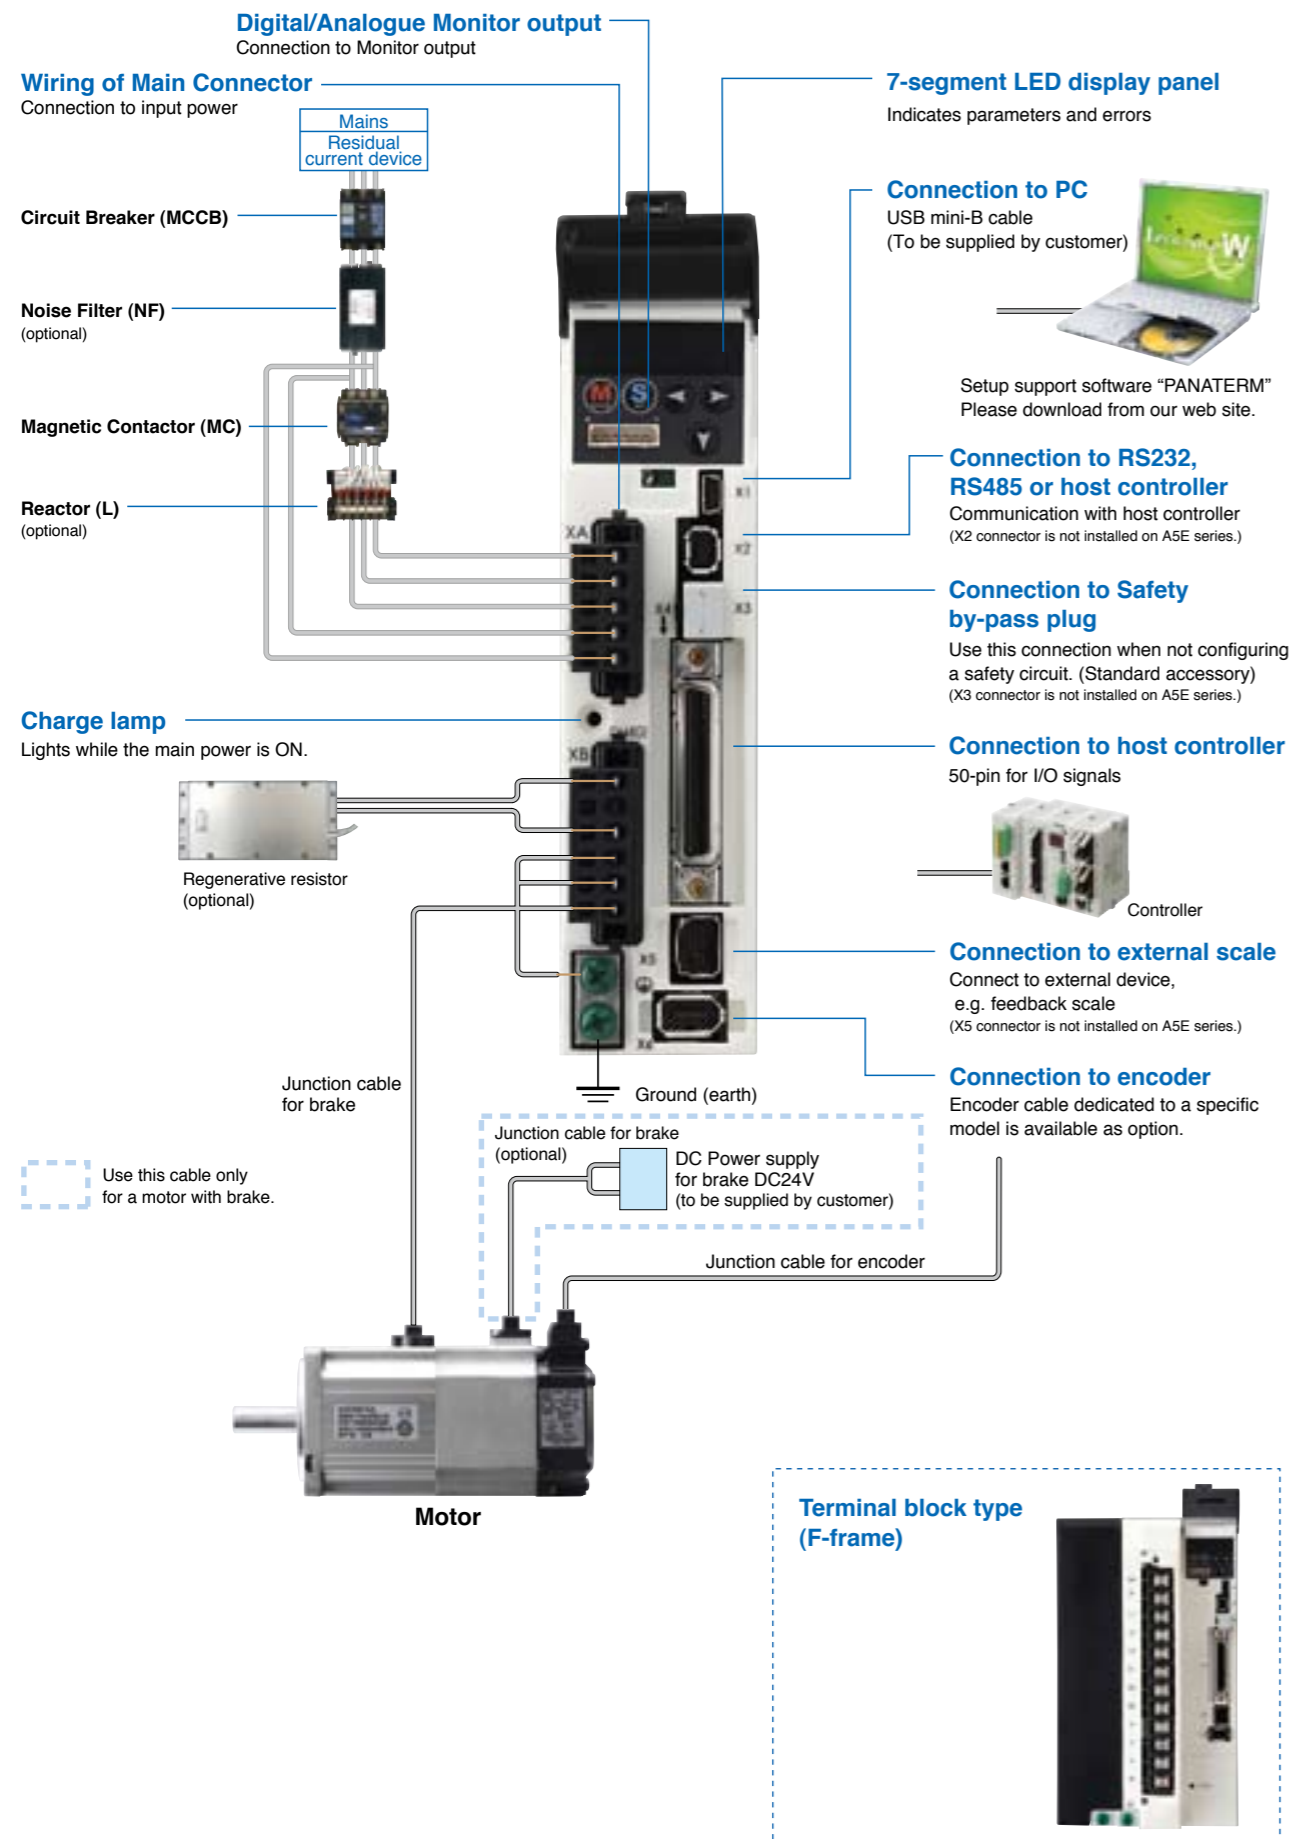 Digital/Analogue Monitor output
Connection to Monitor output
Wiring of Main Connector
Connection to input power
Mains
Residual
current device
Circuit Breaker (MCCB)
Noise Filter (NF)
(optional)
Magnetic Contactor (MC)
Reactor (L)
(optional)
7-segment LED display panel
Indicates parameters and errors
Connection to PC
USB mini-B cable
(To be supplied by customer)
Setup support software “PANATERM”
Please download from our web site.
M
S
X1
XA
X2
X3
X4
Connection to RS232,
RS485 or host controller
Communication with host controller
(X2 connector is not installed on A5E series.)
Connection to Safety
by-pass plug
Use this connection when not configuring
a safety circuit. (Standard accessory)
(X3 connector is not installed on A5E series.)
Charge lamp
Lights while the main power is ON.
XB
Connection to host controller
50-pin for I/O signals
Controller
Regenerative resistor
(optional)
X5
X6
Connection to external scale
Connect to external device,
e.g. feedback scale
(X5 connector is not installed on A5E series.)
Connection to encoder
Encoder cable dedicated to a specific
model is available as option.
Junction cable
for brake
Ground (earth)
Junction cable for brake
(optional)
DC Power supply
for brake DC24V
(to be supplied by customer)
Use this cable only
for a motor with brake.
Junction cable for encoder
Motor
Terminal block type
(F-frame)